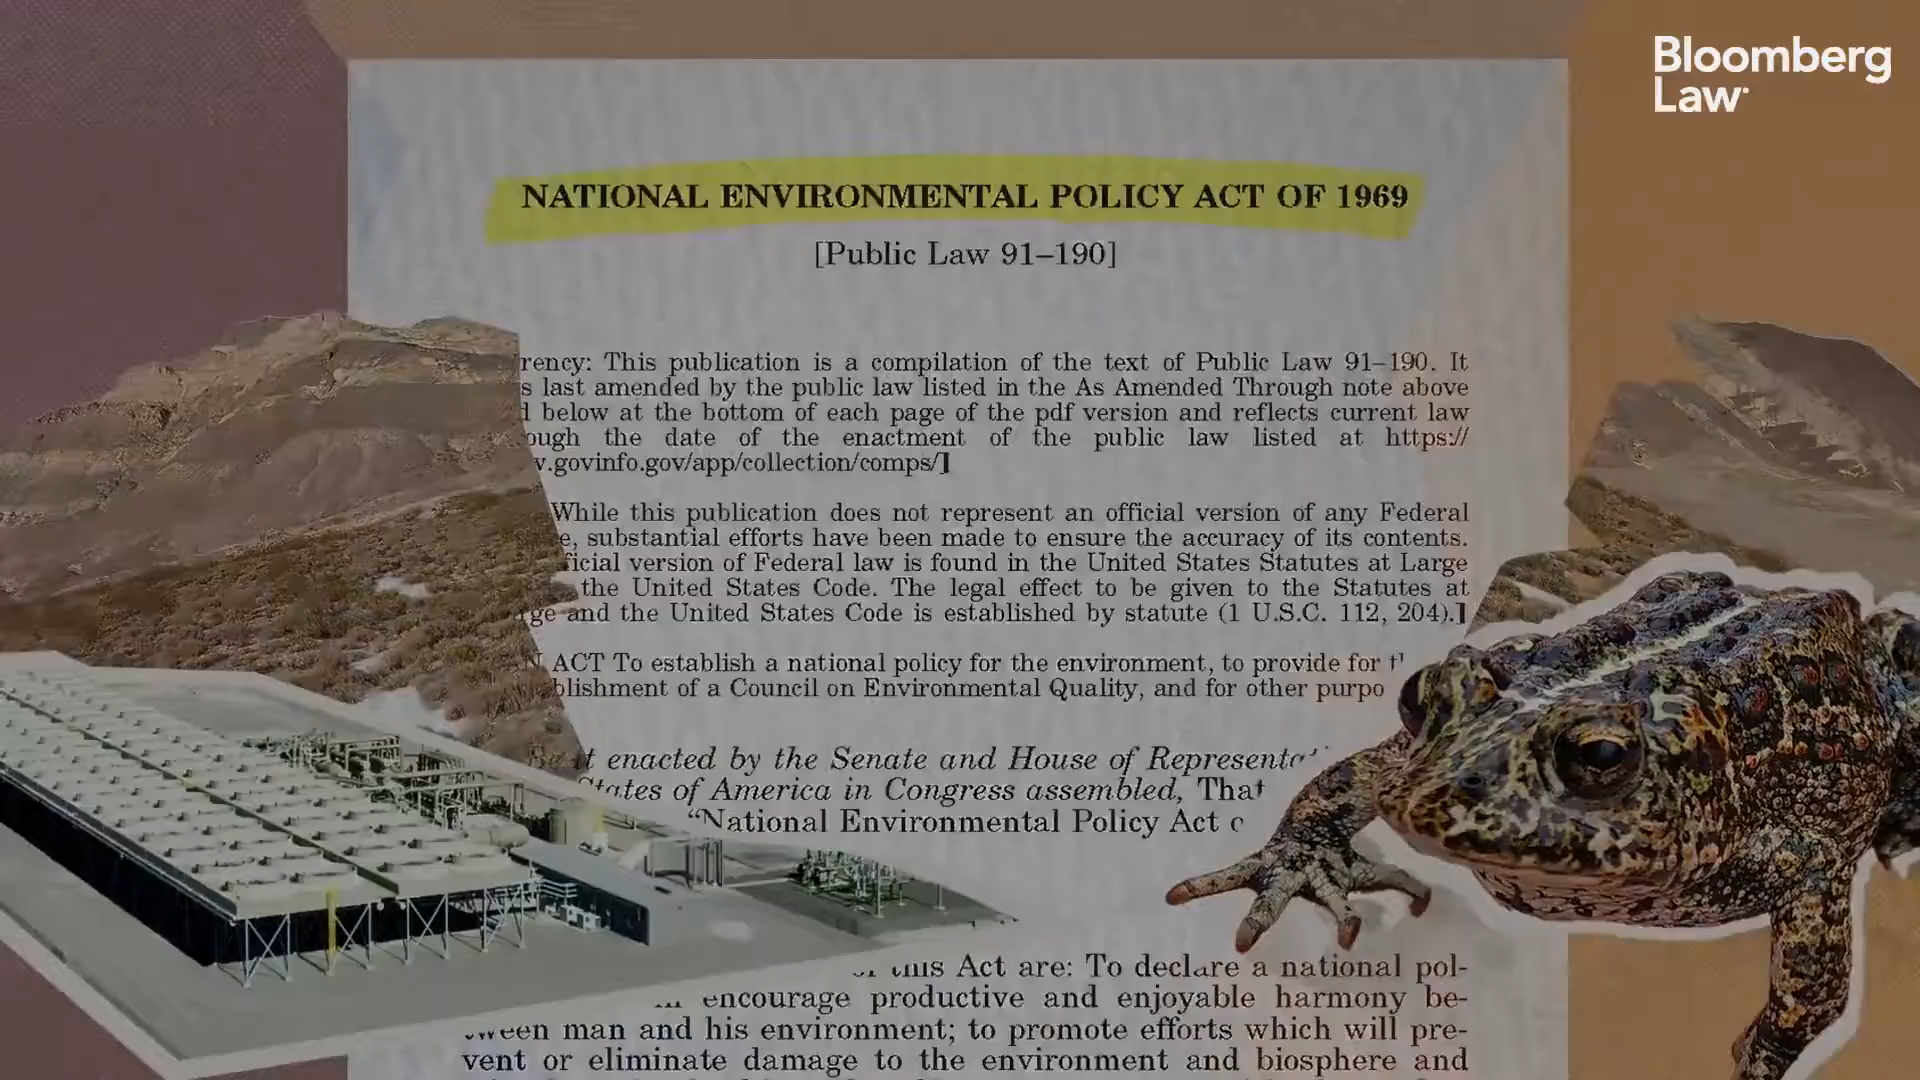 Bloomberg
Law
NATIONAL ENVIRONMENTAL POLICY ACT OF 1969
[Public Law 91–190]
rency: This publication is a compilation of the text of Public Law 91–190. It
s last amended by the public law listed in the As Amended Through note above
d below at the bottom of each page of the pdf version and reflects current law
ough the date of the enactment of the public law listed at https://
v.govinfo.gov/app/collection/comps/]
While this publication does not represent an official version of any Federal
e, substantial efforts have been made to ensure the accuracy of its contents.
ficial version of Federal law is found in the United States Statutes at Large
the United States Code. The legal effect to be given to the Statutes at
rge and the United States Code is established by statute (1 U.S.C. 112, 204).]
N ACT To establish a national policy for the environment, to provide for
blishment of a Council on Environmental Quality, and for other purpo
Be it enacted by the Senate and House of Representa
States of America in Congress assembled, That
"National Environmental Policy Act
this Act are: To declare a national pol-
encourage productive and enjoyable harmony be-
tween man and his environment; to promote efforts which will pre-
vent or eliminate damage to the environment and biosphere and